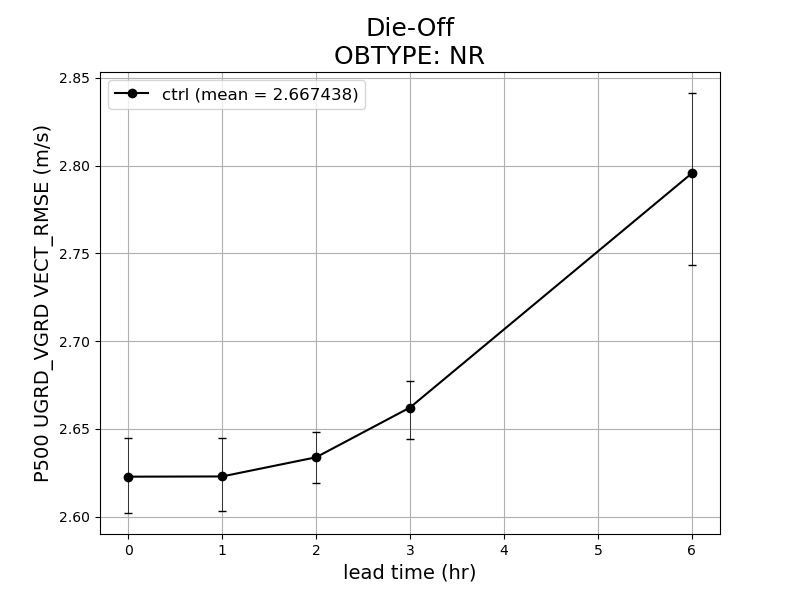 Die-Off
OBTYPE: NR
ctrl (mean = 2.667438)
P500 UGRD_VGRD VECT_RMSE (m/s)
2.85
2.80
2.75
2.70
2.65
2.60
0 1 2 3 4 5 6
lead time (hr)